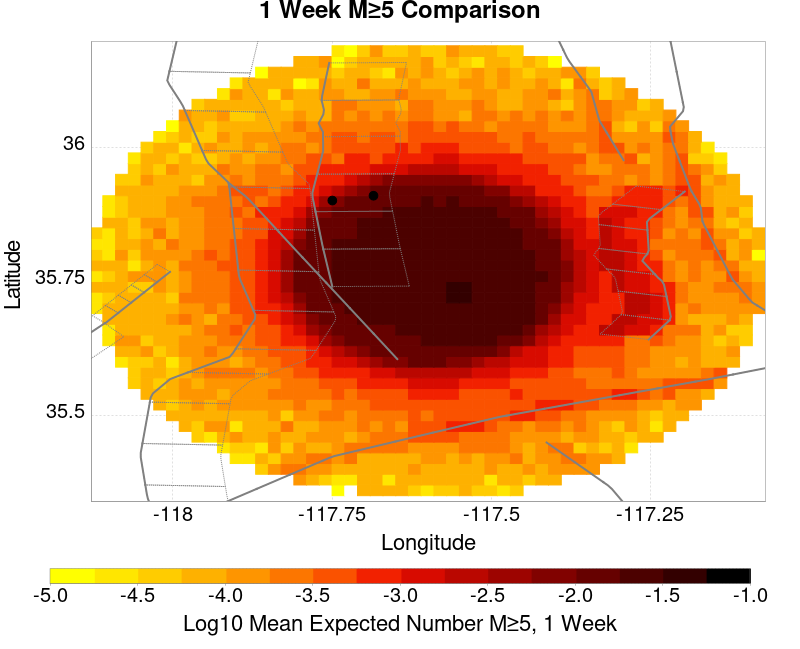 1 Week M≥5 Comparison
Latitude
36
35.75
35.5
-118 -117.75 -117.5 -117.25
Longitude
-5.0 -4.5 -4.0 -3.5 -3.0 -2.5 -2.0 -1.5 -1.0
Log10 Mean Expected Number M≥5, 1 Week